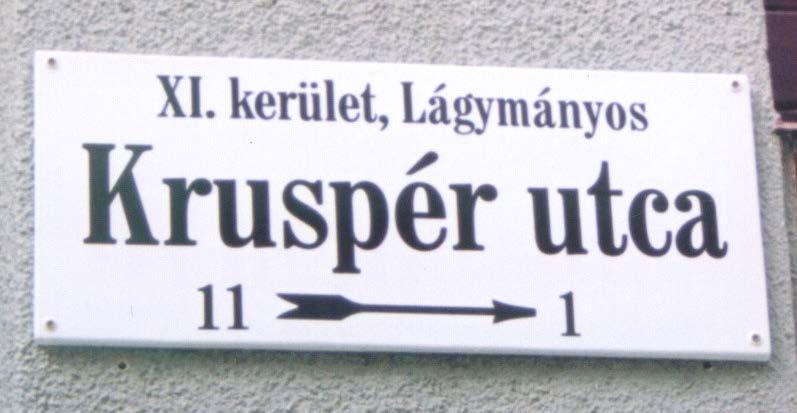 XI. kerület, Lágymányos
Kruspér utca
11 1